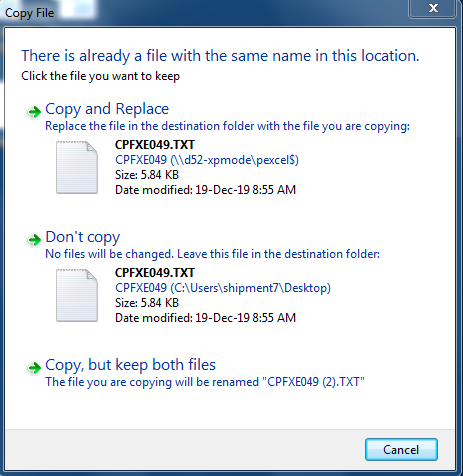 Copy File
There is already a file with the same name in this location.
Click the file you want to keep
Copy and Replace
Replace the file in the destination folder with the file you are copying:
CPFXE049.TXT
CPFXE049 (\\d52-xpmode\pexcel$)
Size: 5.84 KB
Date modified: 19-Dec-19 8:55 AM
Don't copy
No files will be changed. Leave this file in the destination folder:
CPFXE049.TXT
CPFXE049 (C:\Users\shipment7\Desktop)
Size: 5.84 KB
Date modified: 19-Dec-19 8:55 AM
Copy, but keep both files
The file you are copying will be renamed "CPFXE049 (2).TXT"
Cancel